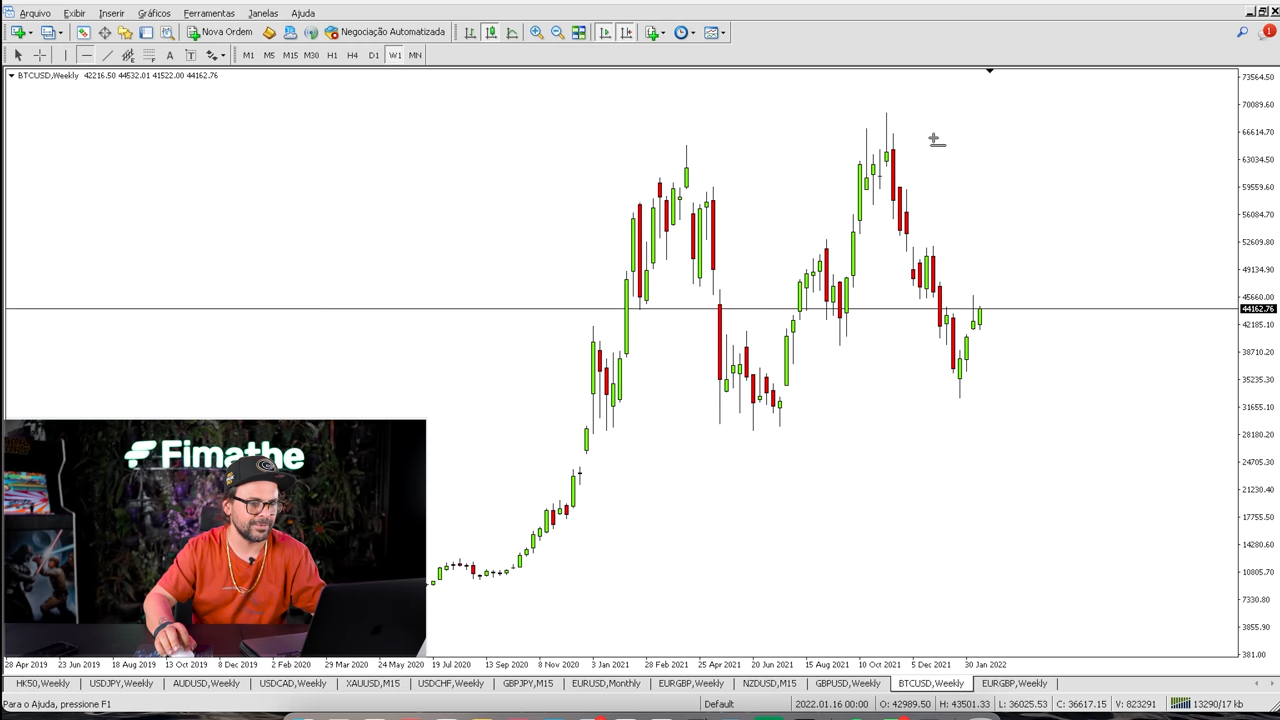 Arquivo Exibir Inserir Gráficos Ferramentas Janelas Ajuda
Nova Ordem Negociação Automatizada 1
A T M1 M5 M15 M30 H1 H4 D1 W1 MN
BTCUSD,Weekly 42216.50 44532.01 41522.00 44162.76
73564.50
70089.60
66614.70
63034.50
59559.60
56084.70
52609.80
49134.90
45660.00
44162.76
42185.10
38710.20
35235.30
31655.10
28180.20
24705.30
21230.40
17755.50
14280.60
10805.70
7330.80
3855.90
381.00
Fimathe
28 Apr 2019 23 Jun 2019 18 Aug 2019 13 Oct 2019 8 Dec 2019 2 Feb 2020 29 Mar 2020 24 May 2020 19 Jul 2020 13 Sep 2020 8 Nov 2020 3 Jan 2021 28 Feb 2021 25 Apr 2021 20 Jun 2021 15 Aug 2021 10 Oct 2021 5 Dec 2021 30 Jan 2022
HK50,Weekly USDJPY,Weekly AUDUSD,Weekly USDCAD,Weekly XAUUSD,M15 USDCHF,Weekly GBPJPY,M15 EURUSD,Monthly EURGBP,Weekly NZDUSD,M15 GBPUSD,Weekly BTCUSD,Weekly EURGBP,Weekly
Para o Ajuda, pressione F1 Default 2022.01.16 00:00 O: 42989.50 H: 43501.33 L: 36025.53 C: 36617.15 V: 823291 13290/17 kb